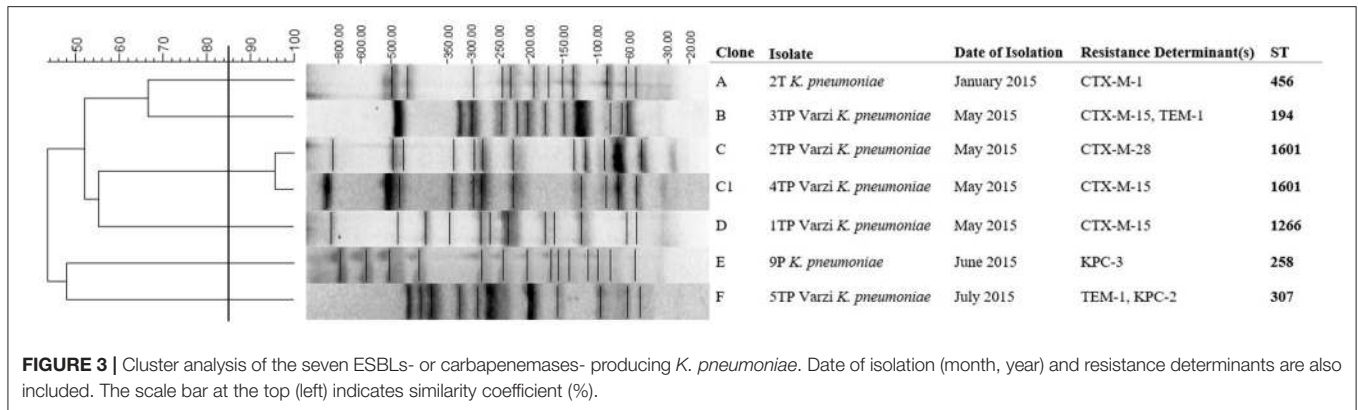 50 60 70 80 90 100 -800.00 -600.00 -500.00 -350.00 -300.00 -250.00 -200.00 -150.00 -100.00 -60.00 -30.00 -20.00
Clone Isolate Date of Isolation Resistance Determinant(s) ST
A 2T K. pneumoniae January 2015 CTX-M-1 456
B 3TP Varzi K. pneumoniae May 2015 CTX-M-15, TEM-1 194
C 2TP Varzi K. pneumoniae May 2015 CTX-M-28 1601
C1 4TP Varzi K. pneumoniae May 2015 CTX-M-15 1601
D 1TP Varzi K. pneumoniae May 2015 CTX-M-15 1266
E 9P K. pneumoniae June 2015 KPC-3 258
F 5TP Varzi K. pneumoniae July 2015 TEM-1, KPC-2 307
FIGURE 3 | Cluster analysis of the seven ESBLs- or carbapenemases- producing K. pneumoniae. Date of isolation (month, year) and resistance determinants are also
included. The scale bar at the top (left) indicates similarity coefficient (%).